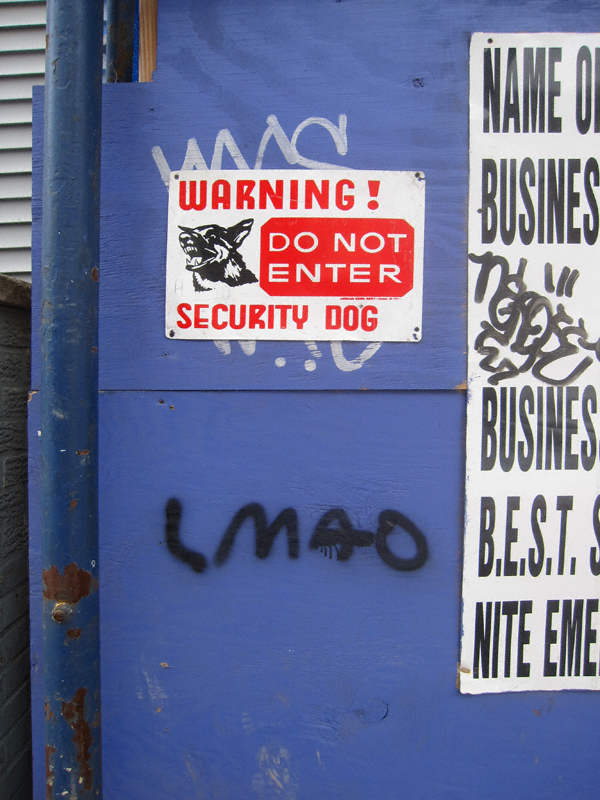 WARNING!
DO NOT
ENTER
SECURITY DOG
LMAO
NAME
BUSINES
BUSINES
B.E.S.T. S
NITE EME